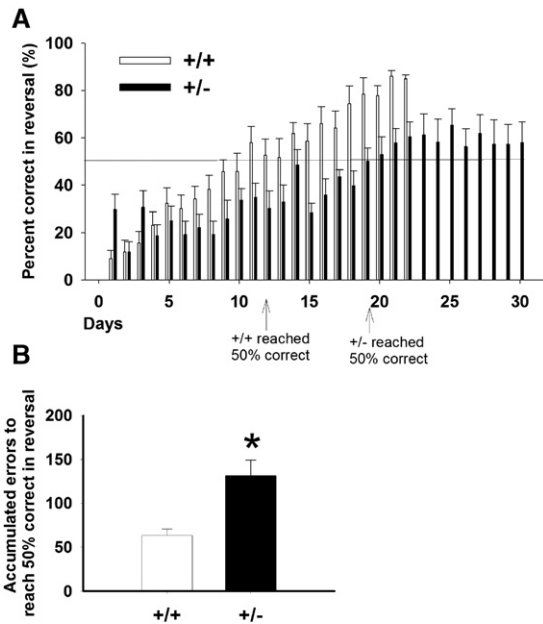 A
Percent correct in reversal (%)
100
80
60
40
20
0
+/+
+/-
0 5 10 15 20 25 30
Days
+/+ reached
50% correct
+/- reached
50% correct
B
Accumulated errors to
reach 50% correct in reversal
200
150
100
50
0
*
+/+ +/-